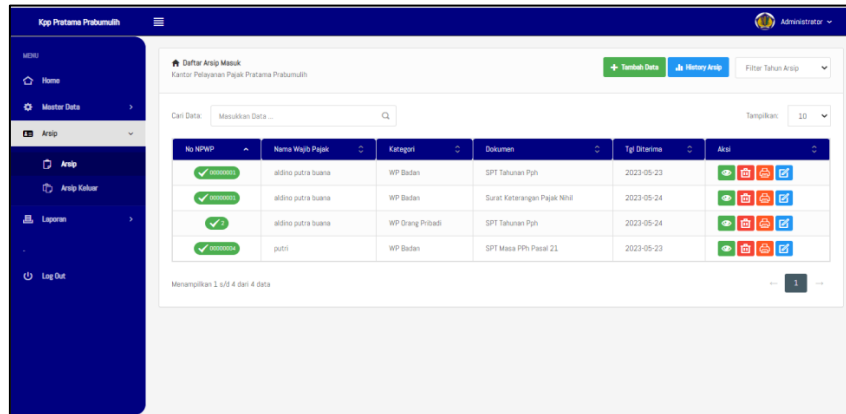 Kpp Pratama Prabumulih
Administrator
MENU
Home
Master Data
Arsip
Arsip
Arsip Keluar
Laporan
-
Log Out
Daftar Arsip Masuk
Kantor Pelayanan Pajak Pratama Prabumulih
+ Tambah Data
History Arsip
Filter Tahun Arsip
Cari Data: Masukkan Data ...
Tampilkan: 10
No NPWP Nama Wajib Pajak Kategori Dokumen Tgl Diterima Aksi
00000001 aldino putra buana WP Badan SPT Tahunan Pph 2023-05-23
00000001 aldino putra buana WP Badan Surat Keterangan Pajak Nihil 2023-05-24
2 aldino putra buana WP Orang Pribadi SPT Tahunan Pph 2023-05-24
00000004 putri WP Badan SPT Masa PPh Pasal 21 2023-05-23
Menampilkan 1 s/d 4 dari 4 data
← 1 →